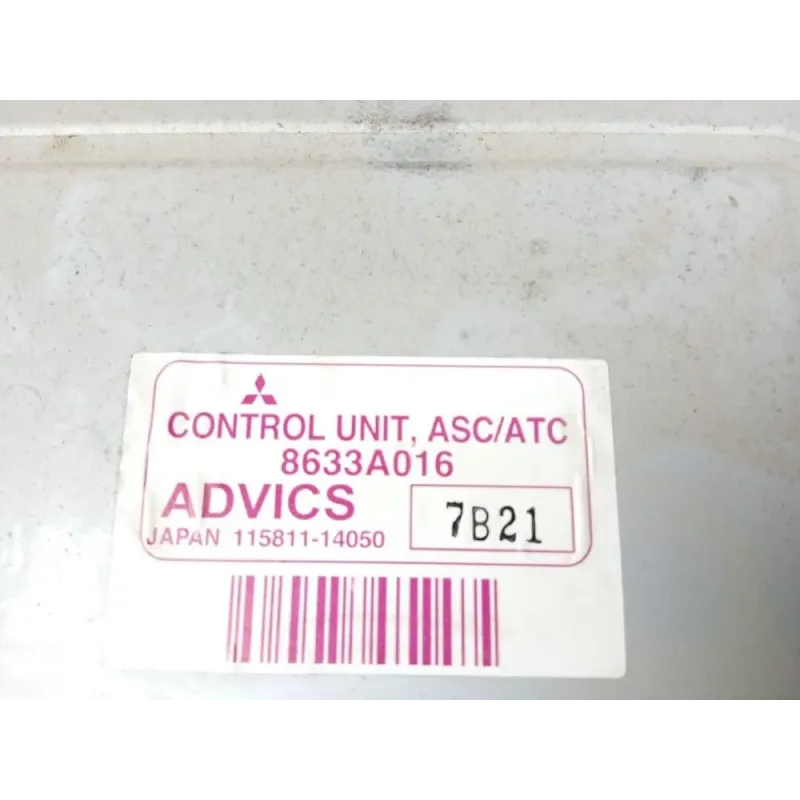 CONTROL UNIT, ASC/ATC
8633A016
ADVICS
7B21
JAPAN 115811-14050